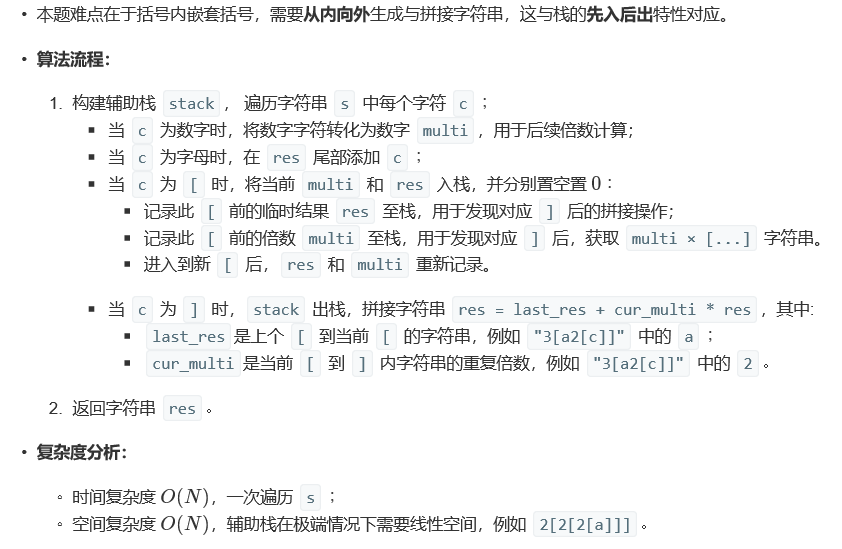 • 本题难点在于括号内嵌套括号，需要从内向外生成与拼接字符串，这与栈的先入后出特性对应。
• 算法流程：
1. 构建辅助栈 stack ， 遍历字符串 s 中每个字符 c ；
▪ 当 c 为数字时，将数字字符转化为数字 multi ，用于后续倍数计算；
▪ 当 c 为字母时，在 res 尾部添加 c ；
▪ 当 c 为 [ 时，将当前 multi 和 res 入栈，并分别置空置 0：
▪ 记录此 [ 前的临时结果 res 至栈，用于发现对应 ] 后的拼接操作；
▪ 记录此 [ 前的倍数 multi 至栈，用于发现对应 ] 后，获取 multi × [...] 字符串。
▪ 进入到新 [ 后， res 和 multi 重新记录。
▪ 当 c 为 ] 时， stack 出栈，拼接字符串 res = last_res + cur_multi * res ，其中:
▪ last_res 是上个 [ 到当前 [ 的字符串，例如 "3[a2[c]]" 中的 a ；
▪ cur_multi 是当前 [ 到 ] 内字符串的重复倍数，例如 "3[a2[c]]" 中的 2 。
2. 返回字符串 res 。
• 复杂度分析：
◦ 时间复杂度 O(N)，一次遍历 s ；
◦ 空间复杂度 O(N)，辅助栈在极端情况下需要线性空间，例如 2[2[2[a]]] 。